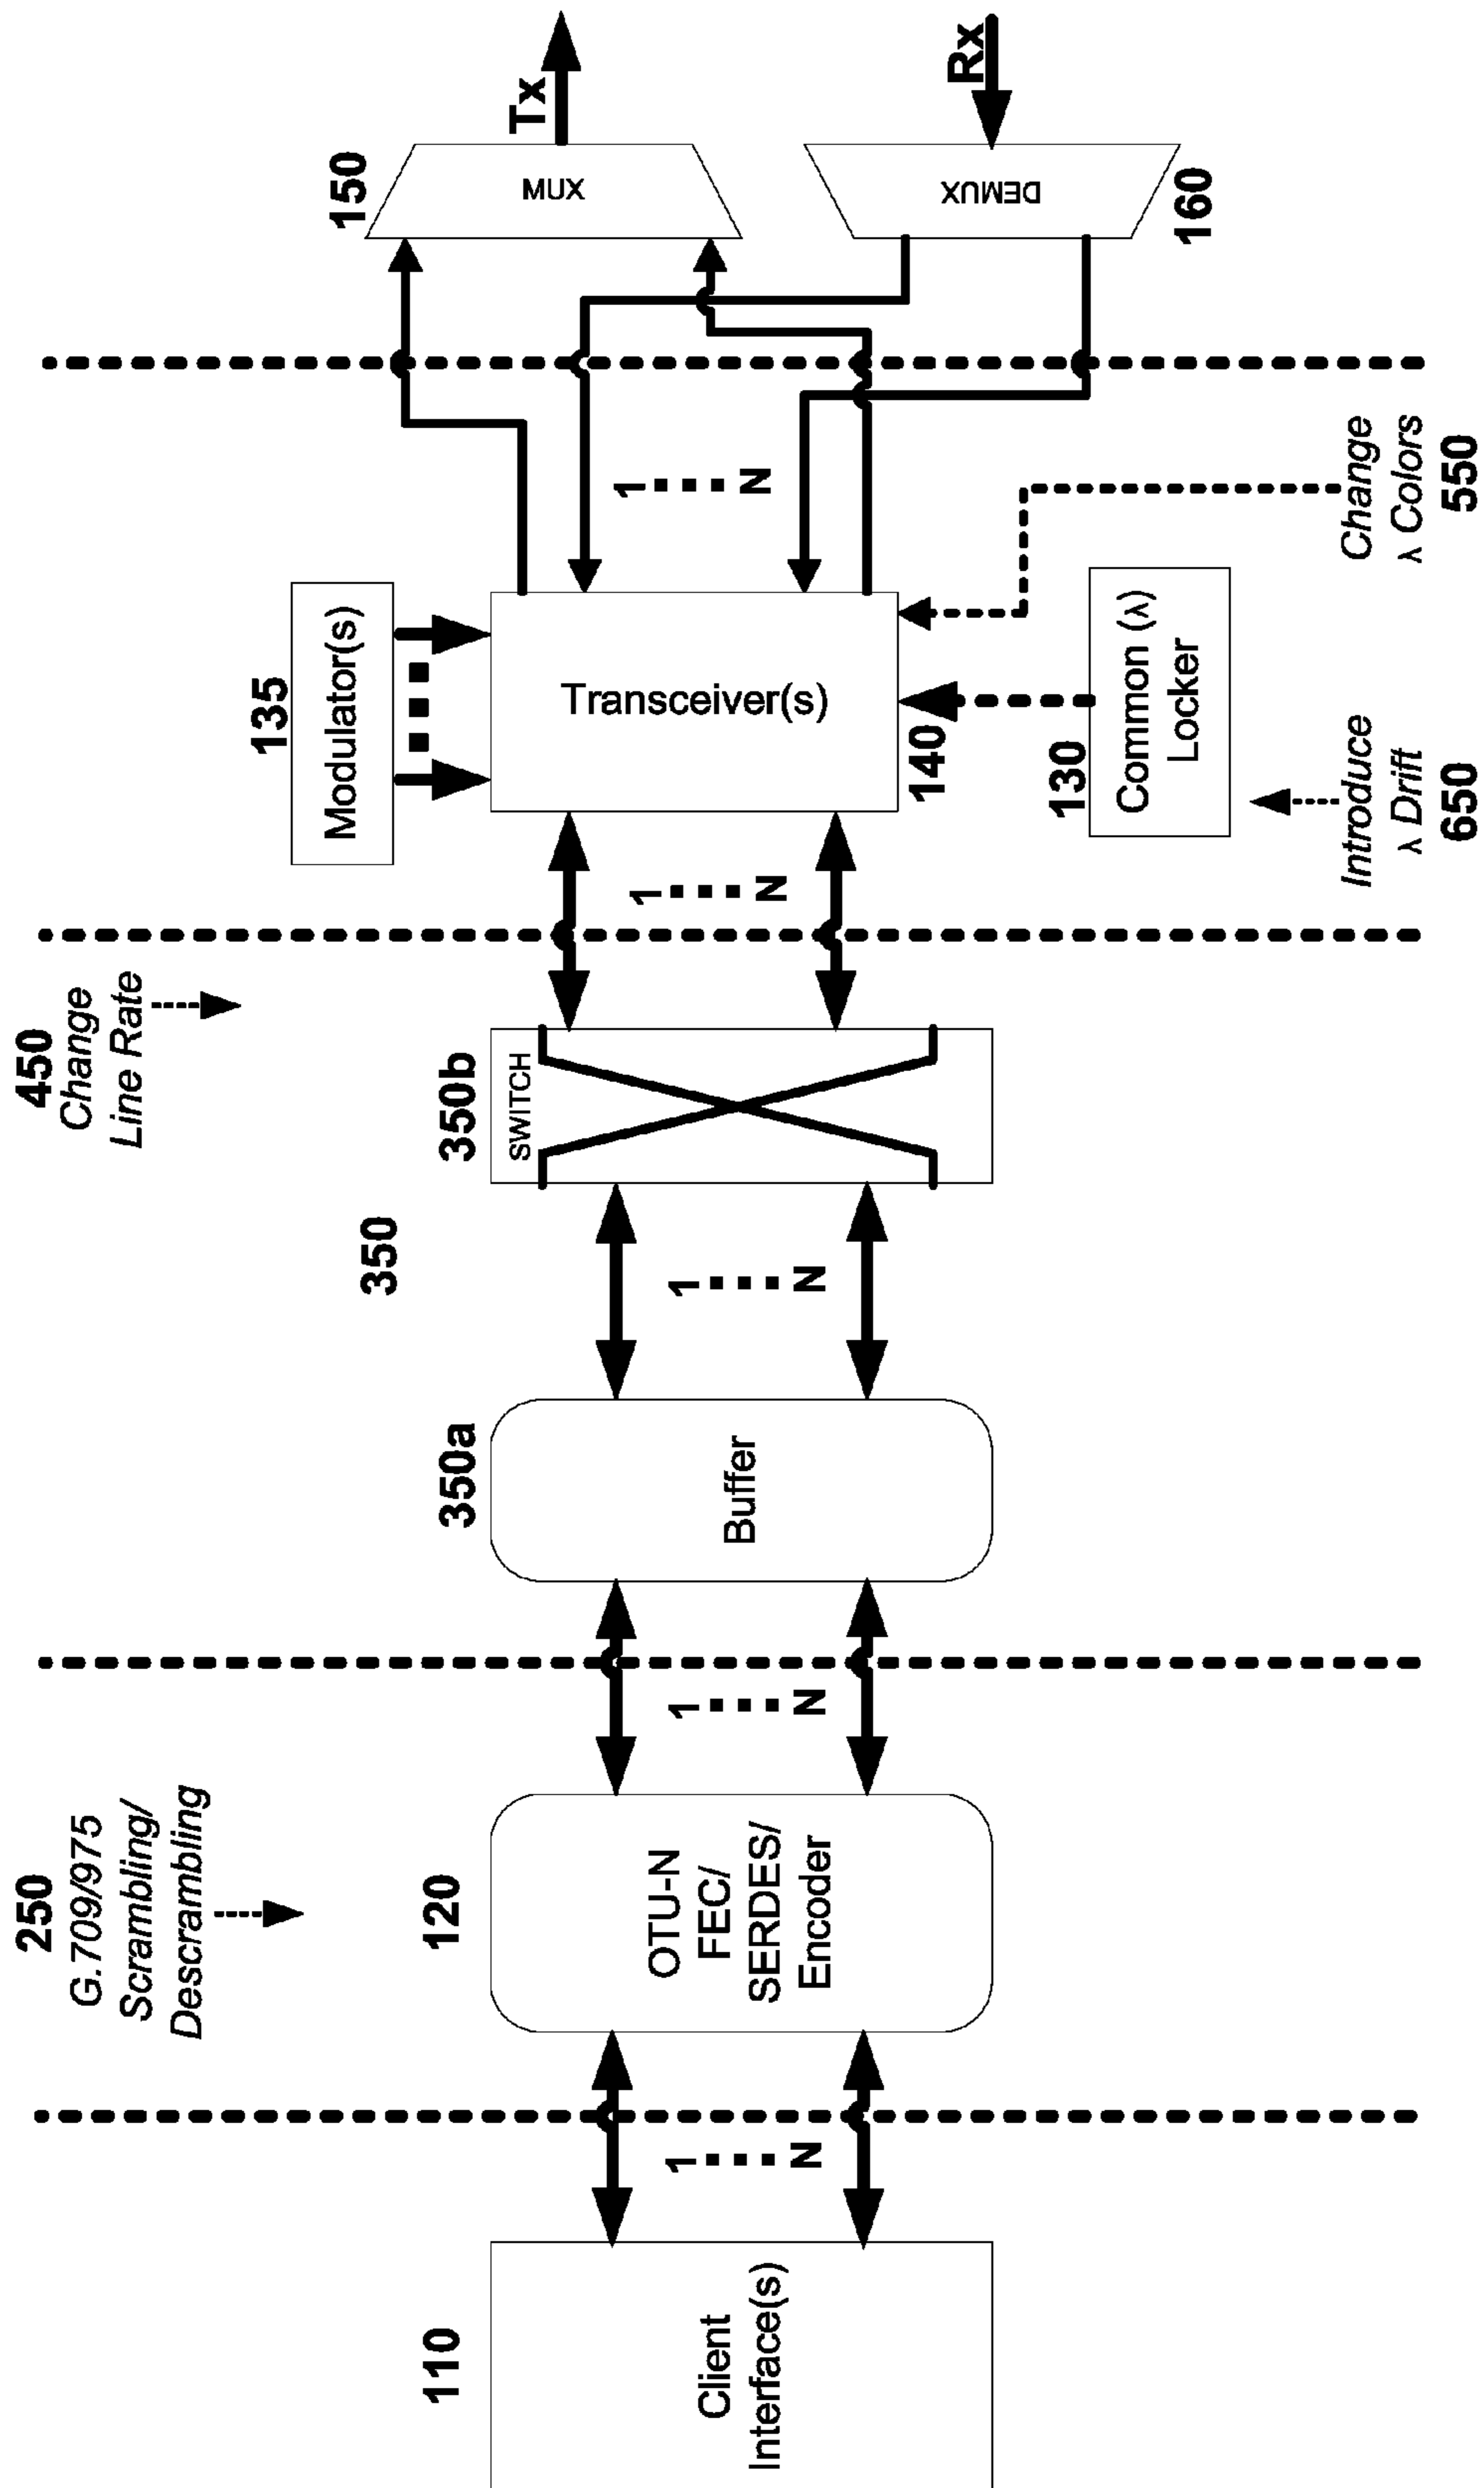 110
Client
Interface(s)
1
N
250
G.709/975
Scrambling/
Descrambling
120
OTU-N
FEC/
SERDES/
Encoder
1
N
350a
Buffer
350
1
N
350b
SWITCH
450
Change
Line Rate
1
N
135
Modulator(s)
Transceiver(s)
140
130
Common (λ)
Locker
Introduce
λ Drift
650
Change
λ Colors
550
1
N
150
MUX
Tx
160
DEMUX
Rx